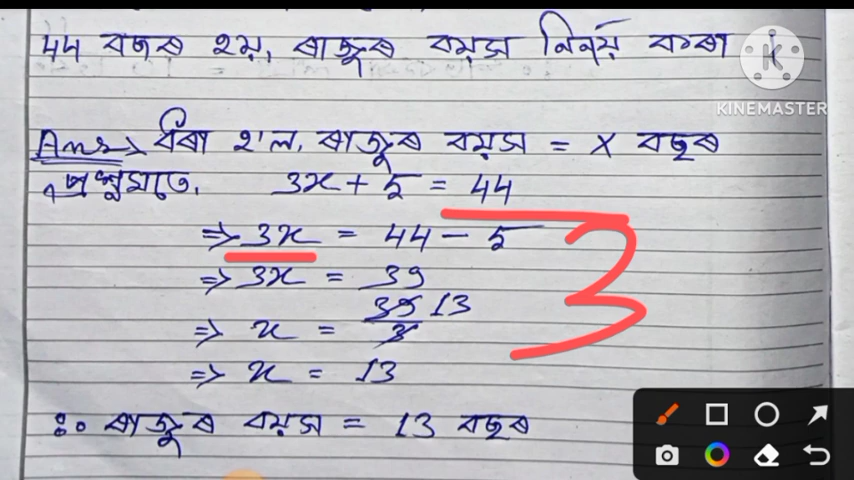 44 বছৰ হয়, ৰাজুৰ বয়স নিৰ্নয় কৰা
KINEMASTER
Ans> ধৰা হ'ল, ৰাজুৰ বয়স = x বছৰ
প্ৰশ্নমতে, 3x + 5 = 44
⇒ 3x = 44 - 5
3
⇒ 3x = 39
⇒ x = 39/3 13
⇒ x = 13
∴ ৰাজুৰ বয়স = 13 বছৰ